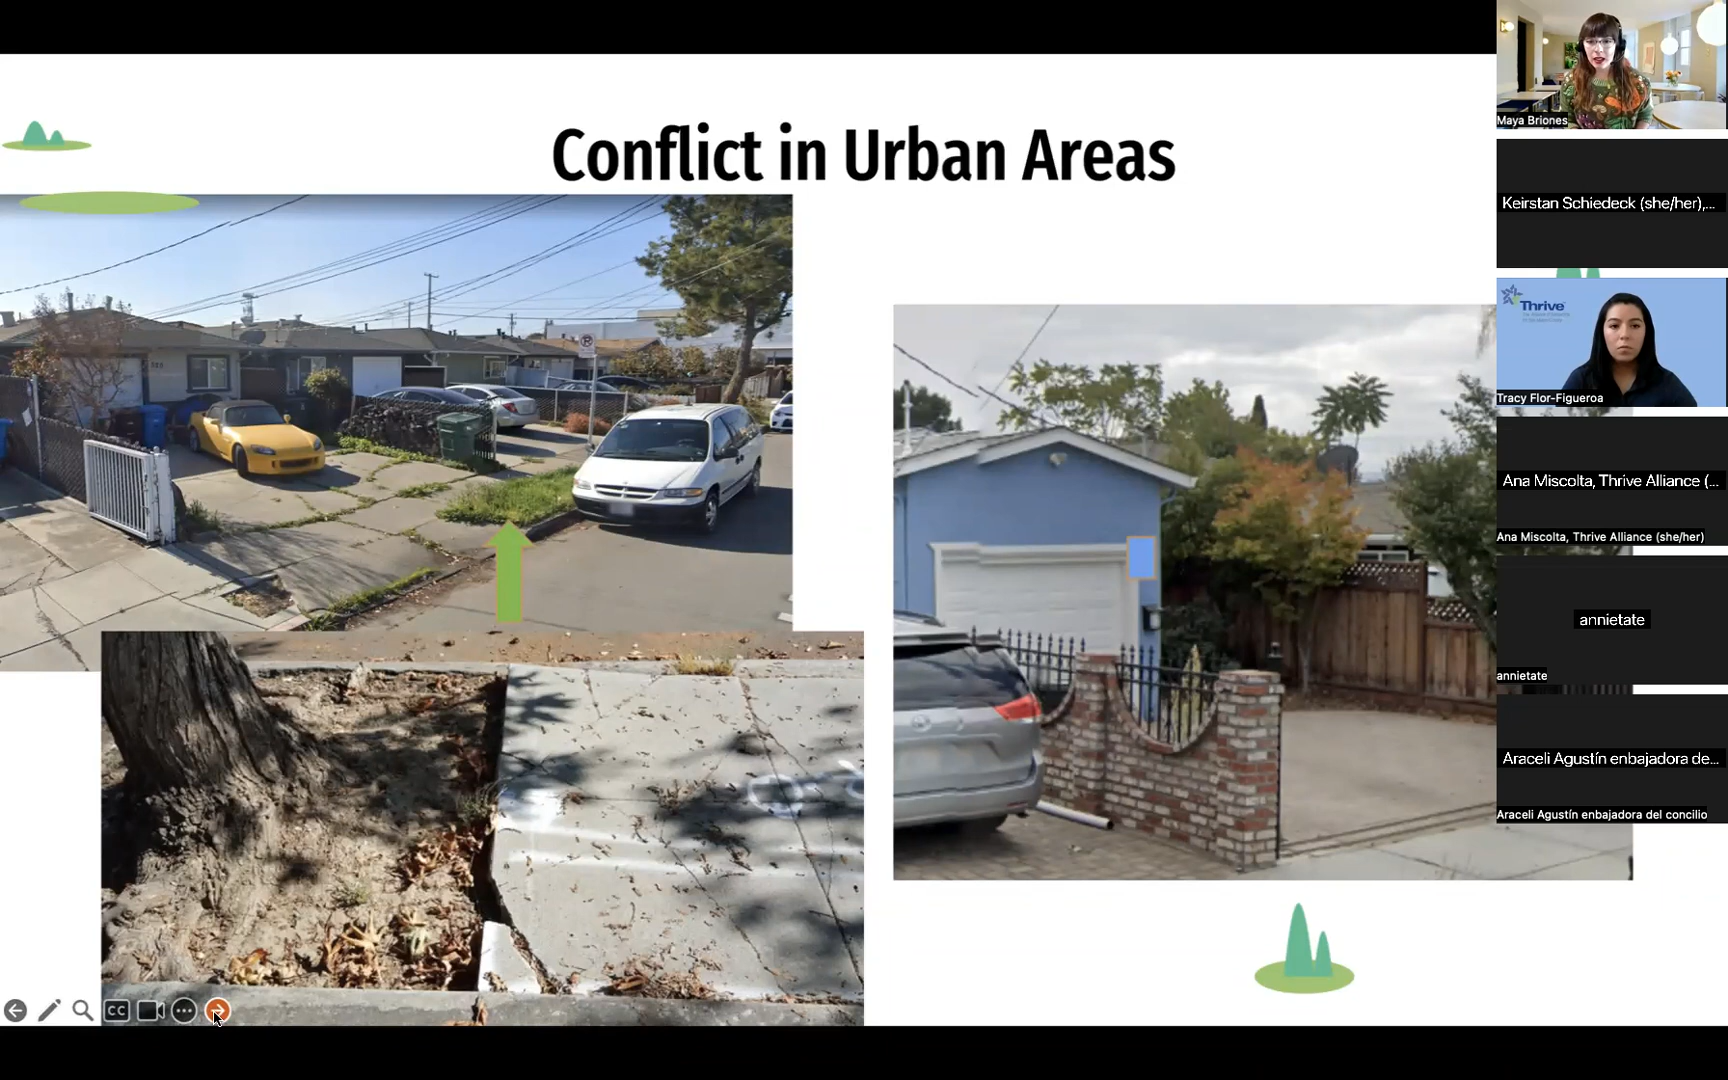 Conflict in Urban Areas
Maya Briones
Keirstan Schiedeck (she/her),...
Thrive
Tracy Flor-Figueroa
Ana Miscolta, Thrive Alliance (...
Ana Miscolta, Thrive Alliance (she/her)
annietate
annietate
Araceli Agustín enbajadora de...
Araceli Agustín enbajadora del concilio
CC